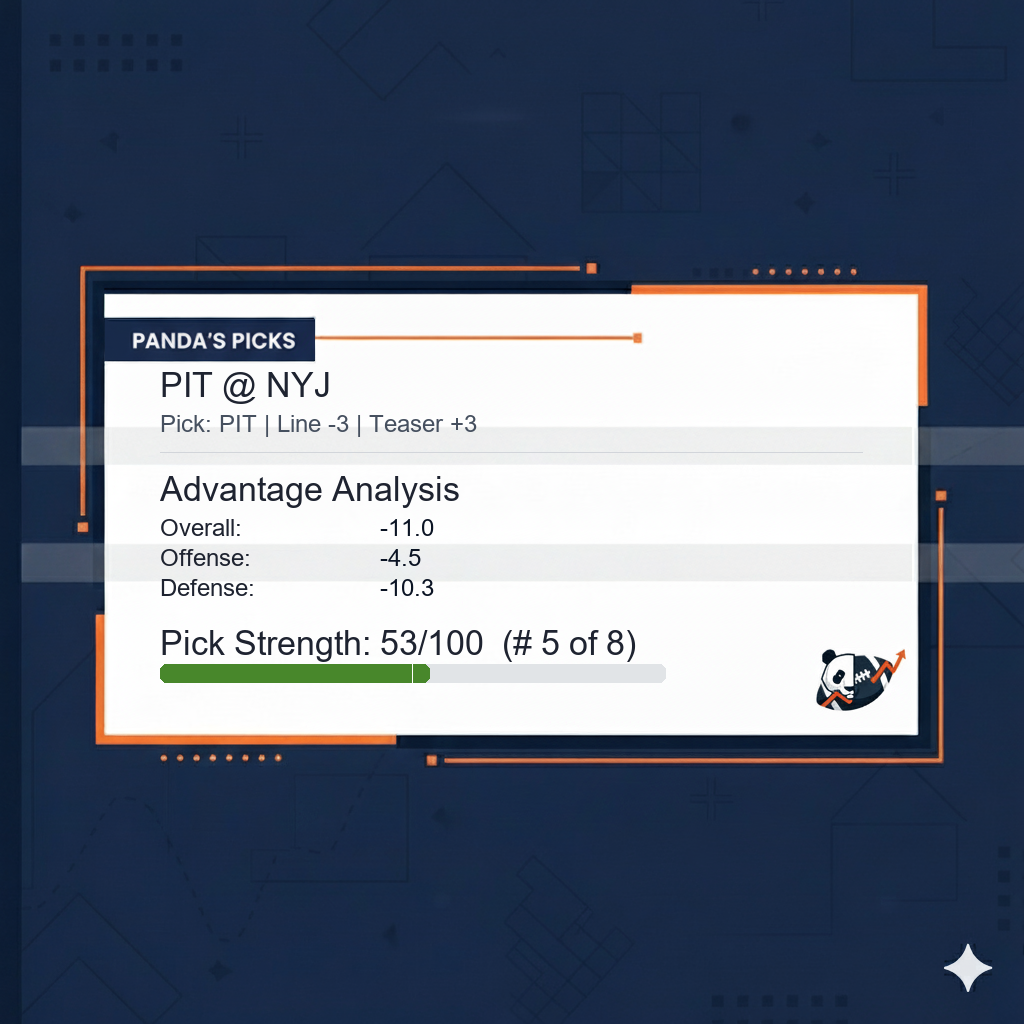 PANDA'S PICKS
PIT @ NYJ
Pick: PIT | Line -3 | Teaser +3
Advantage Analysis
Overall: -11.0
Offense: -4.5
Defense: -10.3
Pick Strength: 53/100 (# 5 of 8)